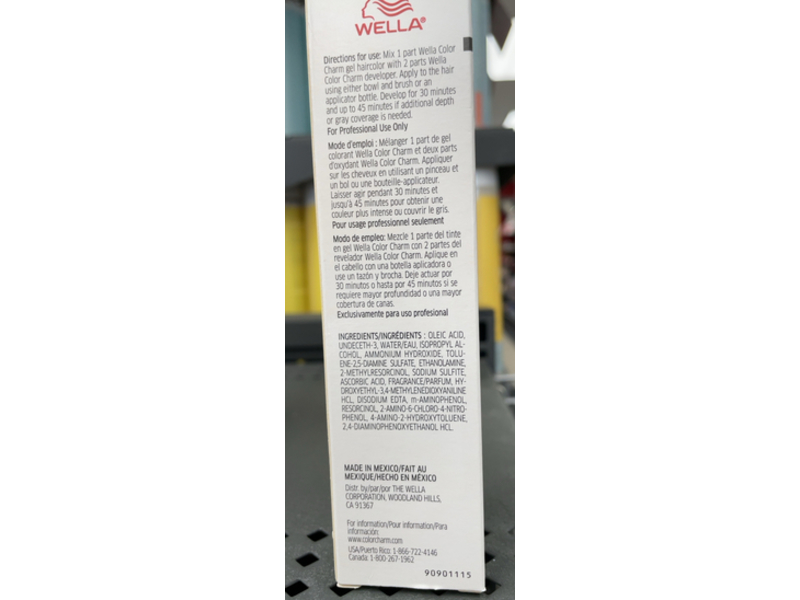 WELLA®
Directions for use: Mix 1 part Wella Color
Charm gel haircolor with 2 parts Wella
Color Charm developer. Apply to the hair
using either bowl and brush or an
applicator bottle. Develop for 30 minutes
and up to 45 minutes if additional depth
or gray coverage is needed.
For Professional Use Only
Mode d'emploi : Mélanger 1 part de gel
colorant Wella Color Charm et deux parts
d'oxydant Wella Color Charm. Appliquer
sur les cheveux en utilisant un pinceau et
un bol ou une bouteille-applicateur.
Laisser agir pendant 30 minutes et
jusqu'à 45 minutes pour obtenir une
couleur plus intense ou couvrir le gris.
Pour usage professionnel seulement
Modo de empleo: Mezcle 1 parte del tinte
en gel Wella Color Charm con 2 partes del
revelador Wella Color Charm. Aplique en
el cabello con una botella aplicadora o
use un tazón y brocha. Deje actuar por
30 minutos o hasta por 45 minutos si se
requiere mayor profundidad o una mayor
cobertura de canas.
Exclusivamente para uso profesional
INGREDIENTS/INGRÉDIENTS : OLEIC ACID,
UNDECETH-3, WATER/EAU, ISOPROPYL AL-
COHOL, AMMONIUM HYDROXIDE, TOLU-
ENE-2,5-DIAMINE SULFATE, ETHANOLAMINE,
2-METHYLRESORCINOL, SODIUM SULFITE,
ASCORBIC ACID, FRAGRANCE/PARFUM, HY-
DROXYETHYL-3,4-METHYLENEDIOXYANILINE
HCL, DISODIUM EDTA, m-AMINOPHENOL,
RESORCINOL, 2-AMINO-6-CHLORO-4-NITRO-
PHENOL, 4-AMINO-2-HYDROXYTOLUENE,
2,4-DIAMINOPHENOXYETHANOL HCL.
MADE IN MEXICO/FAIT AU
MEXIQUE/HECHO EN MÉXICO
Distr. by/par/por THE WELLA
CORPORATION, WOODLAND HILLS,
CA 91367
For information/Pour information/Para
información:
www.colorcharm.com
USA/Puerto Rico: 1-866-722-4146
Canada: 1-800-267-1962
90901115